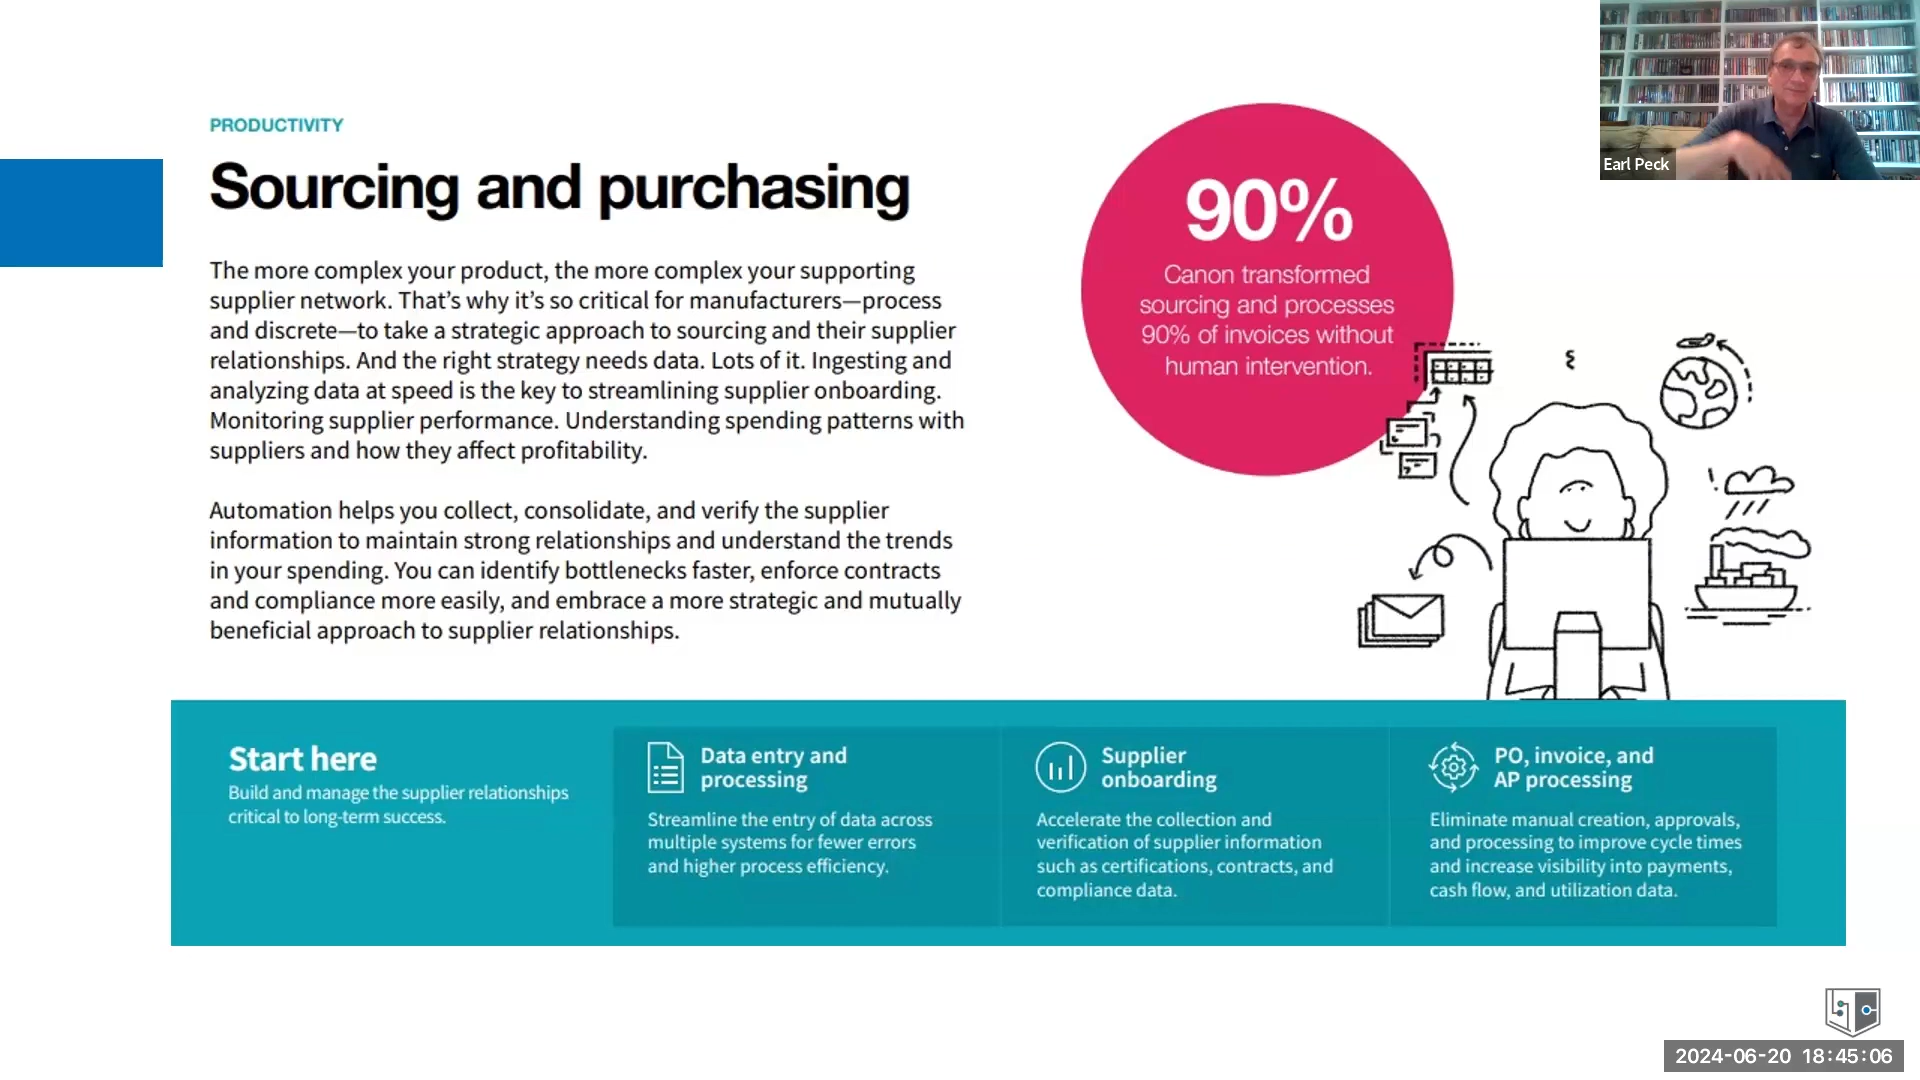 PRODUCTIVITY
Sourcing and purchasing
The more complex your product, the more complex your supporting
supplier network. That’s why it’s so critical for manufacturers—process
and discrete—to take a strategic approach to sourcing and their supplier
relationships. And the right strategy needs data. Lots of it. Ingesting and
analyzing data at speed is the key to streamlining supplier onboarding.
Monitoring supplier performance. Understanding spending patterns with
suppliers and how they affect profitability.
Automation helps you collect, consolidate, and verify the supplier
information to maintain strong relationships and understand the trends
in your spending. You can identify bottlenecks faster, enforce contracts
and compliance more easily, and embrace a more strategic and mutually
beneficial approach to supplier relationships.
90%
Canon transformed
sourcing and processes
90% of invoices without
human intervention.
Earl Peck
Start here
Build and manage the supplier relationships
critical to long-term success.
Data entry and
processing
Streamline the entry of data across
multiple systems for fewer errors
and higher process efficiency.
Supplier
onboarding
Accelerate the collection and
verification of supplier information
such as certifications, contracts, and
compliance data.
PO, invoice, and
AP processing
Eliminate manual creation, approvals,
and processing to improve cycle times
and increase visibility into payments,
cash flow, and utilization data.
2024-06-20 18:45:06